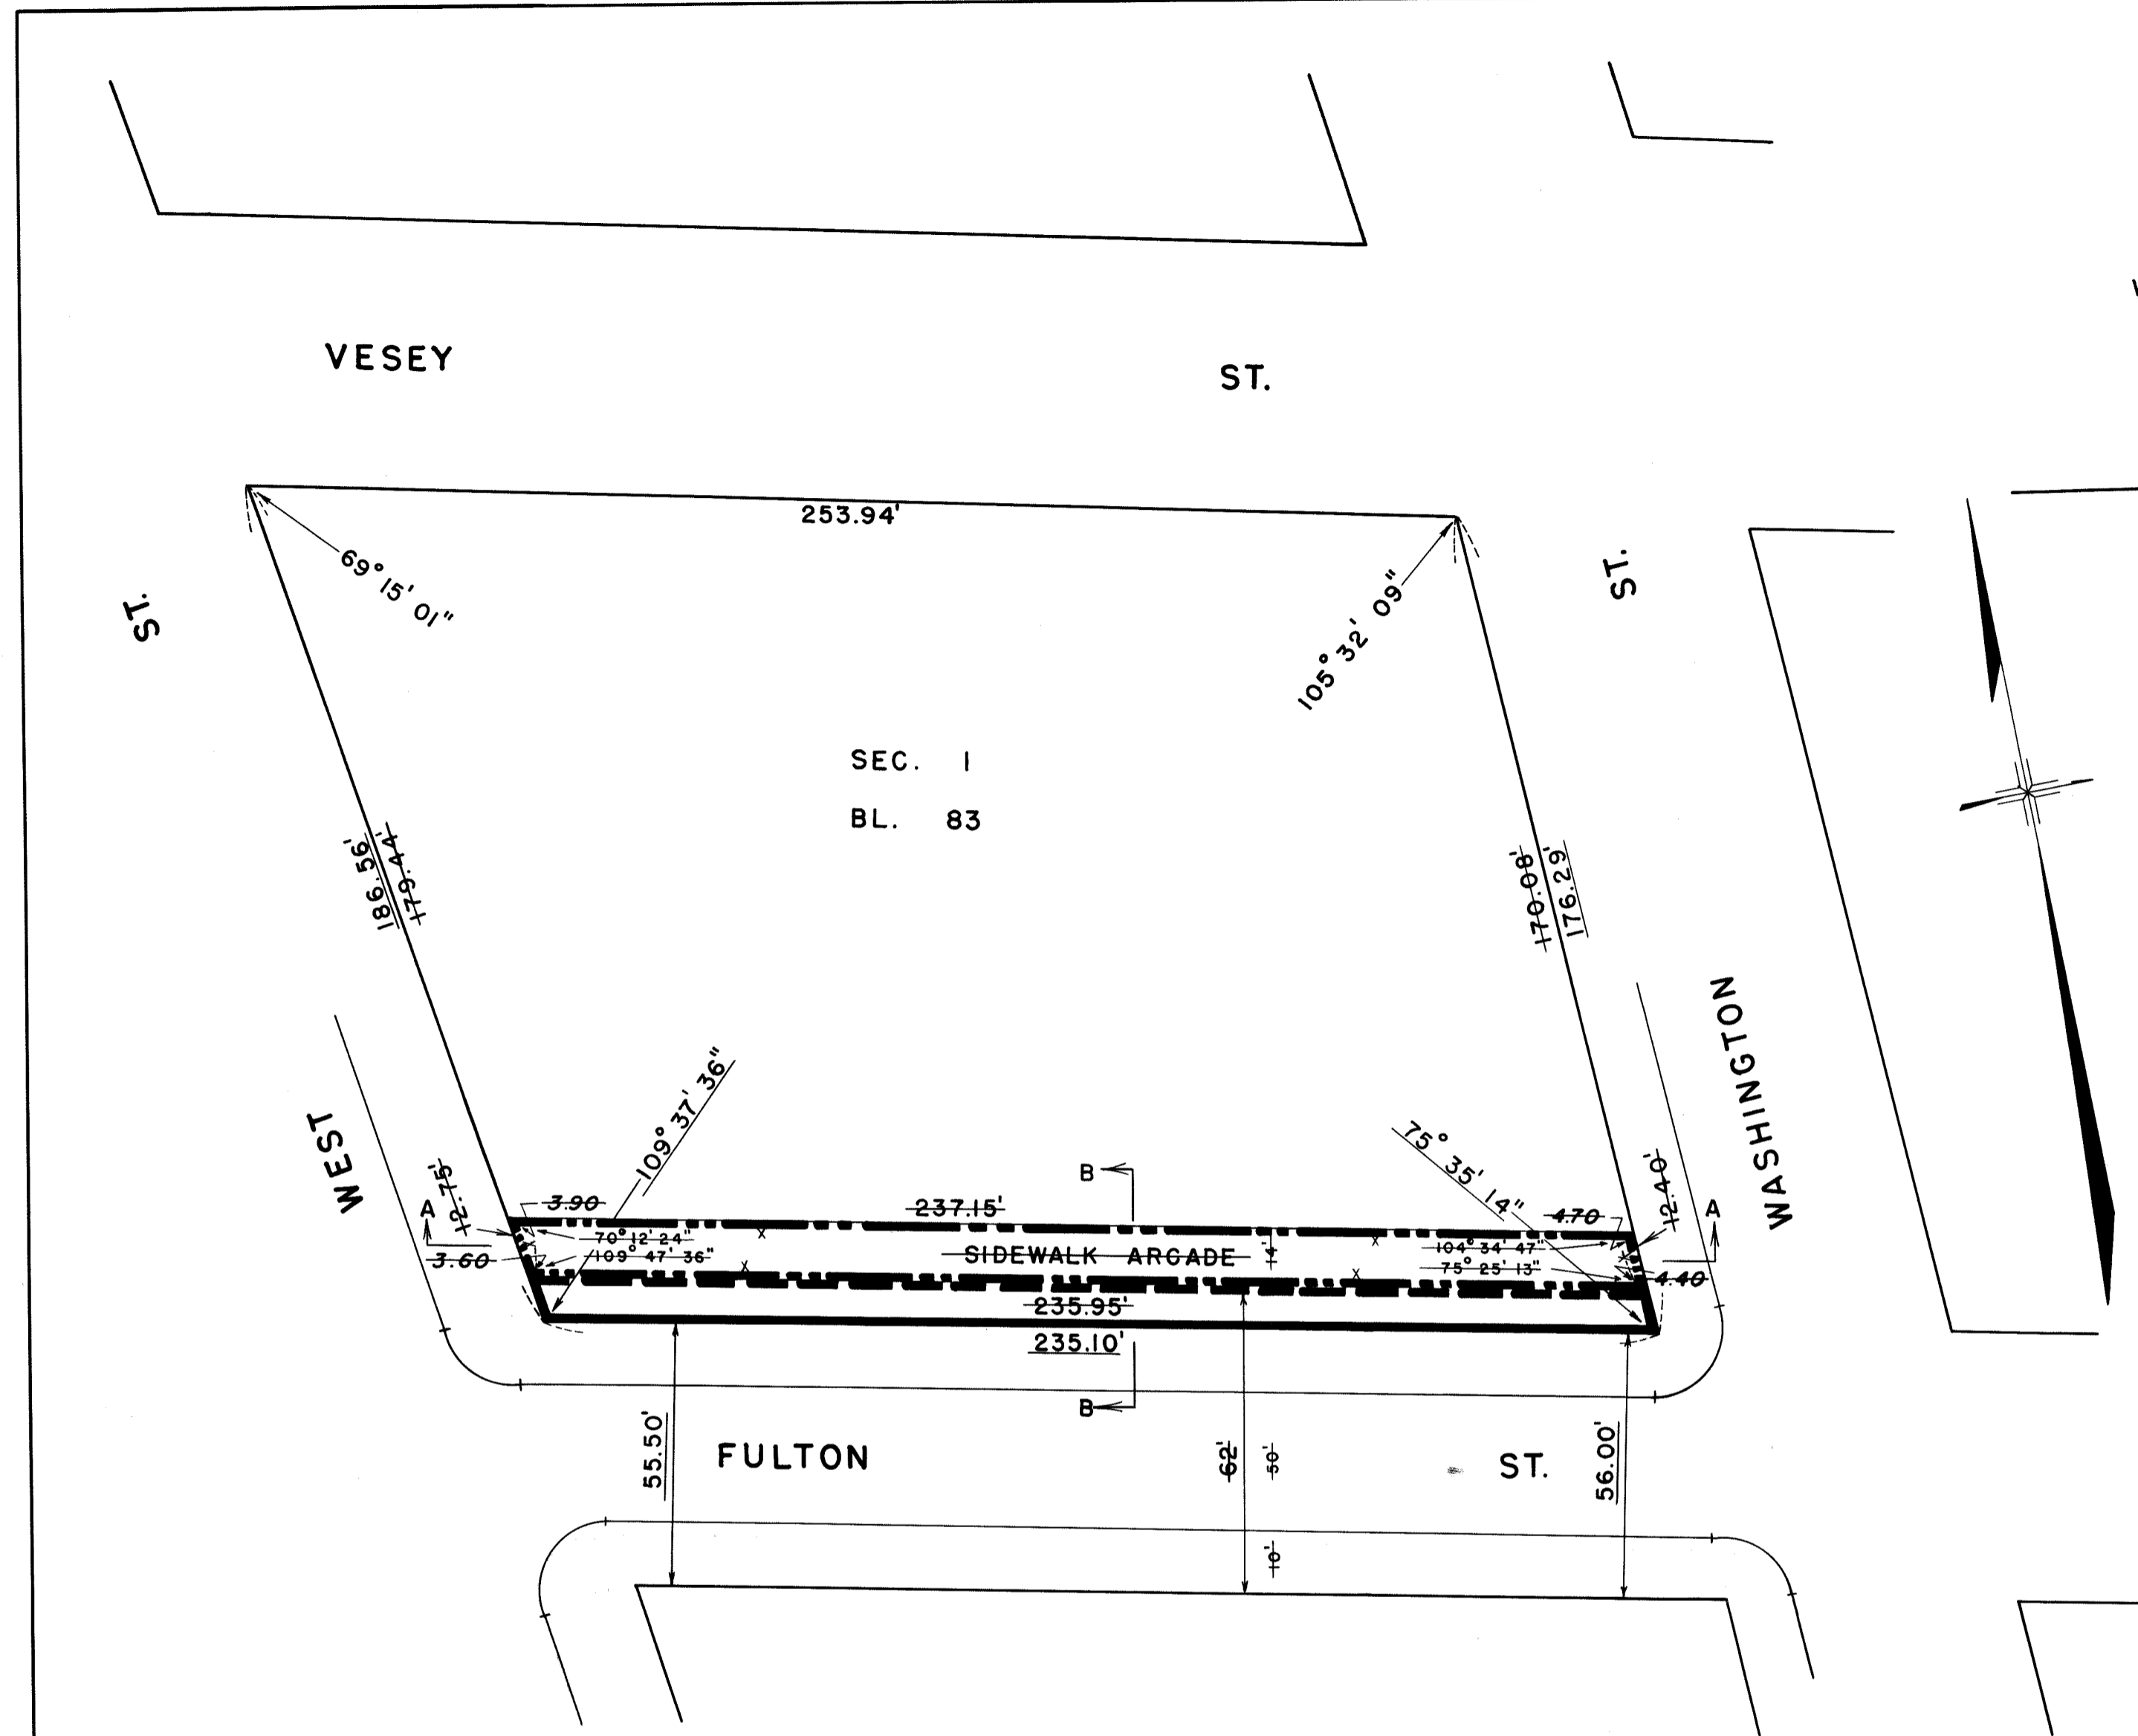 VESEY ST.
253.94'
69° 15' 01"
105° 32' 09"
ST.
ST.
SEC. 1
BL. 83
186.56'
179.44'
170.08'
176.29'
WEST
WASHINGTON
109° 37' 36"
75° 35' 14"
12.75'
12.40'
A
3.90
B
237.15'
4.70
A
3.60
70° 12' 24"
109° 47' 36"
SIDEWALK ARCADE
104° 34' 47"
75° 25' 13"
4.40
235.95'
235.10'
B
55.50'
FULTON
62'
50'
ST.
56.00'
10'